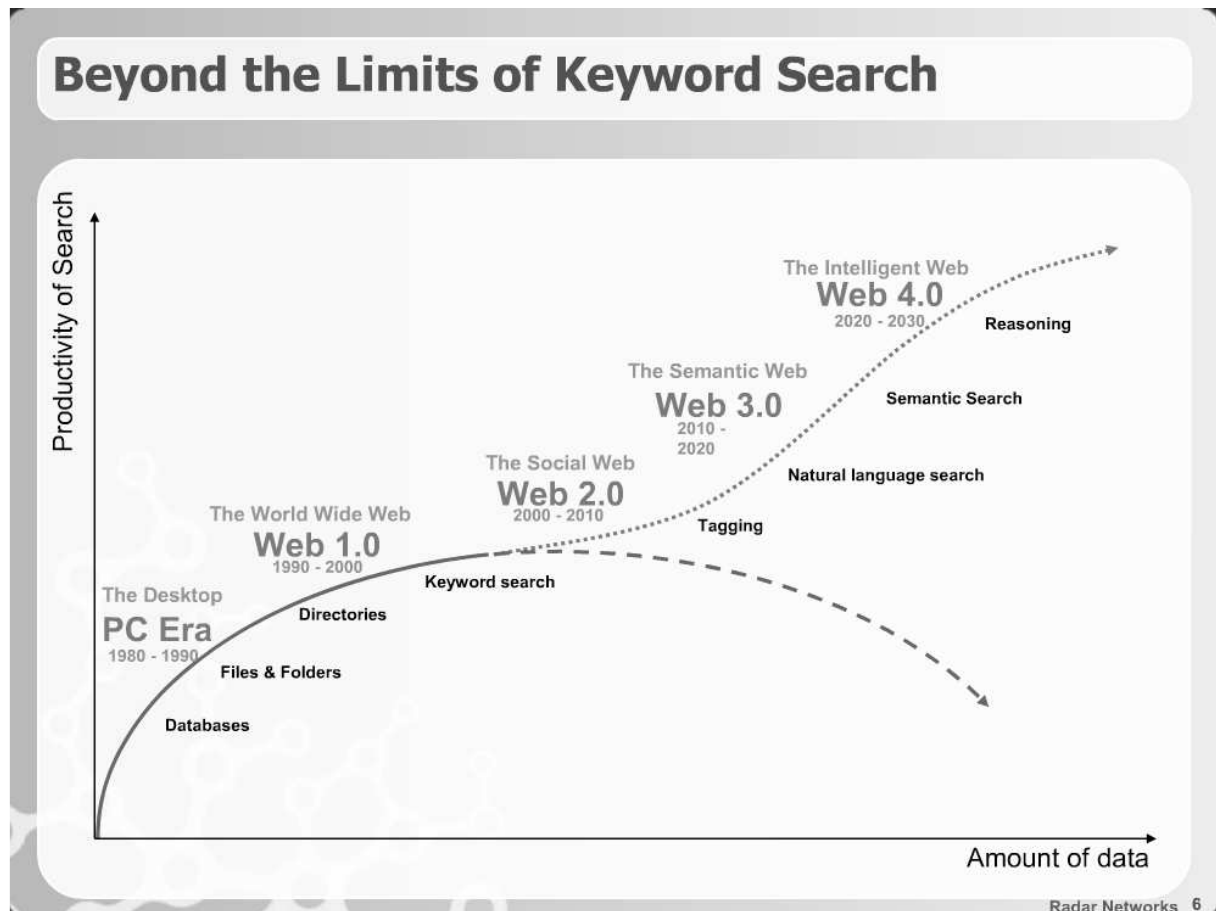 Beyond the Limits of Keyword Search
Productivity of Search
The Intelligent Web
Web 4.0
2020 - 2030
Reasoning
The Semantic Web
Web 3.0
2010 -
2020
Semantic Search
The Social Web
Web 2.0
2000 - 2010
Natural language search
Tagging
The World Wide Web
Web 1.0
1990 - 2000
Keyword search
The Desktop
PC Era
1980 - 1990
Directories
Files & Folders
Databases
Amount of data
Radar Networks 6